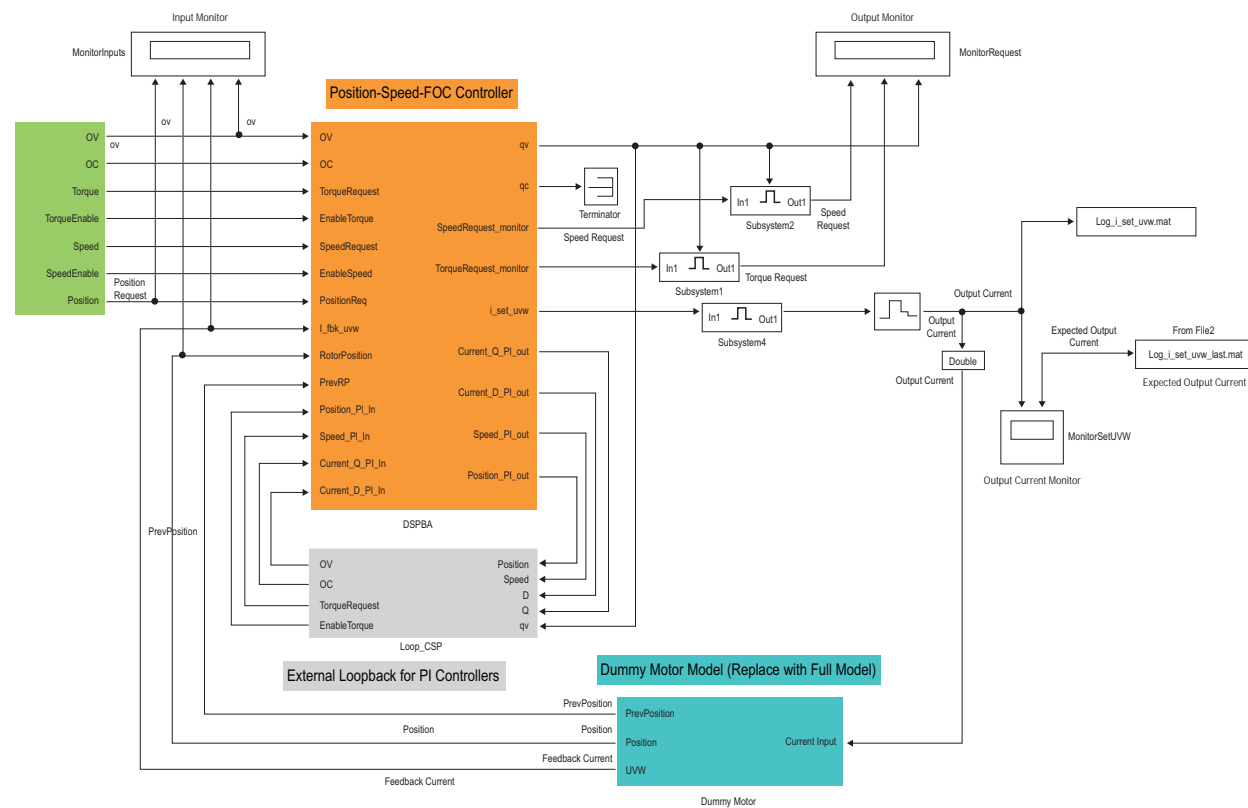 Input Monitor
MonitorInputs
Output Monitor
MonitorRequest
Position-Speed-FOC Controller
ov
ov
ov
OV
OC
Torque
TorqueEnable
Speed
SpeedEnable
Position
Position
Request
OV
OC
TorqueRequest
EnableTorque
SpeedRequest
EnableSpeed
PositionReq
I_fbk_uvw
RotorPosition
PrevRP
Position_PI_In
Speed_PI_In
Current_Q_PI_In
Current_D_PI_In
qv
qc
SpeedRequest_monitor
TorqueRequest_monitor
i_set_uvw
Current_Q_PI_out
Current_D_PI_out
Speed_PI_out
Position_PI_out
DSPBA
Terminator
Speed Request
In1
Out1
Subsystem2
Speed
Request
In1
Out1
Subsystem1
Torque Request
In1
Out1
Subsystem4
Output
Current
Output Current
Log_i_set_uvw.mat
Double
Output Current
Expected Output
Current
From File2
Log_i_set_uvw_last.mat
Expected Output Current
MonitorSetUVW
Output Current Monitor
PrevPosition
OV
OC
TorqueRequest
EnableTorque
Position
Speed
D
Q
qv
Loop_CSP
External Loopback for PI Controllers
Dummy Motor Model (Replace with Full Model)
PrevPosition
Position
Position
Feedback Current
Feedback Current
PrevPosition
Position
UVW
Current Input
Dummy Motor